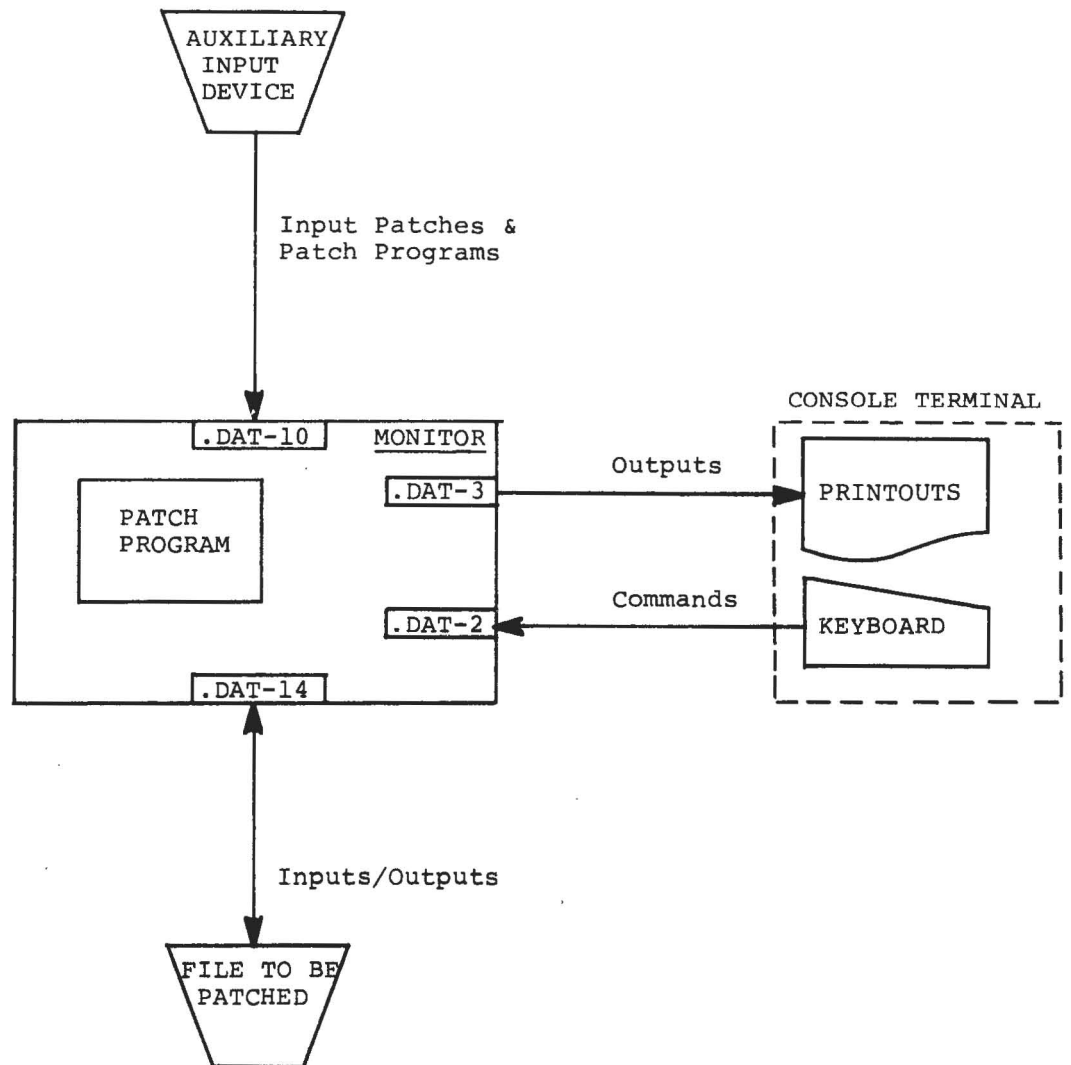 AUXILIARY
INPUT
DEVICE
Input Patches &
Patch Programs
CONSOLE TERMINAL
.DAT-10
MONITOR
Outputs
.DAT-3
PRINTOUTS
PATCH
PROGRAM
Commands
.DAT-2
KEYBOARD
.DAT-14
Inputs/Outputs
FILE TO BE
PATCHED